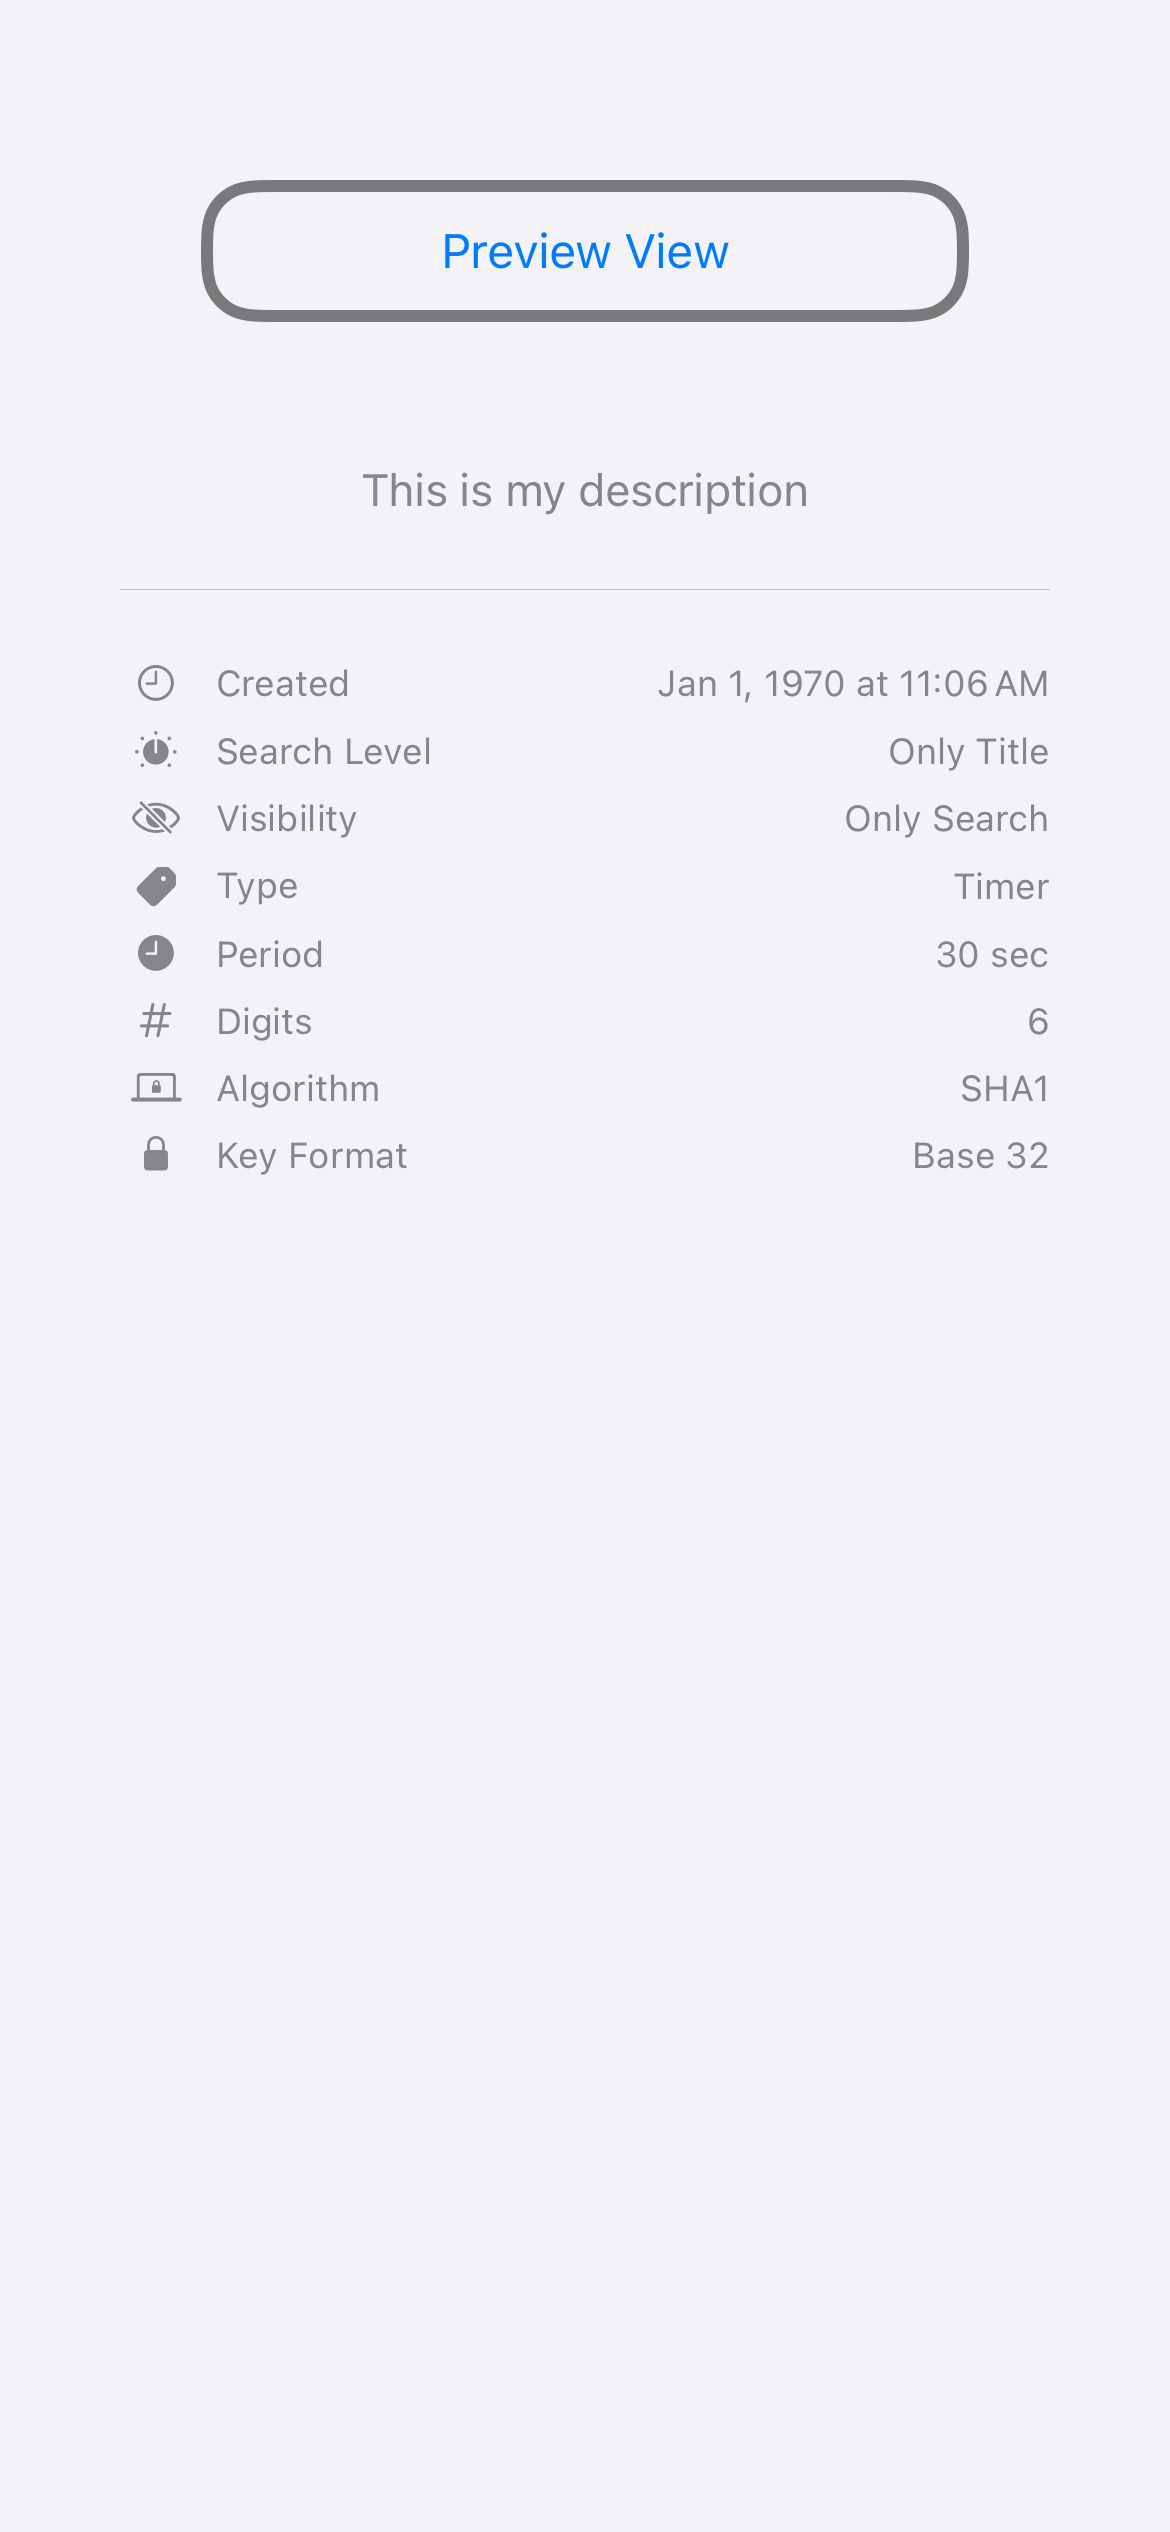 Preview View
This is my description
Created Jan 1, 1970 at 11:06 AM
Search Level Only Title
Visibility Only Search
Type Timer
Period 30 sec
Digits 6
Algorithm SHA1
Key Format Base 32